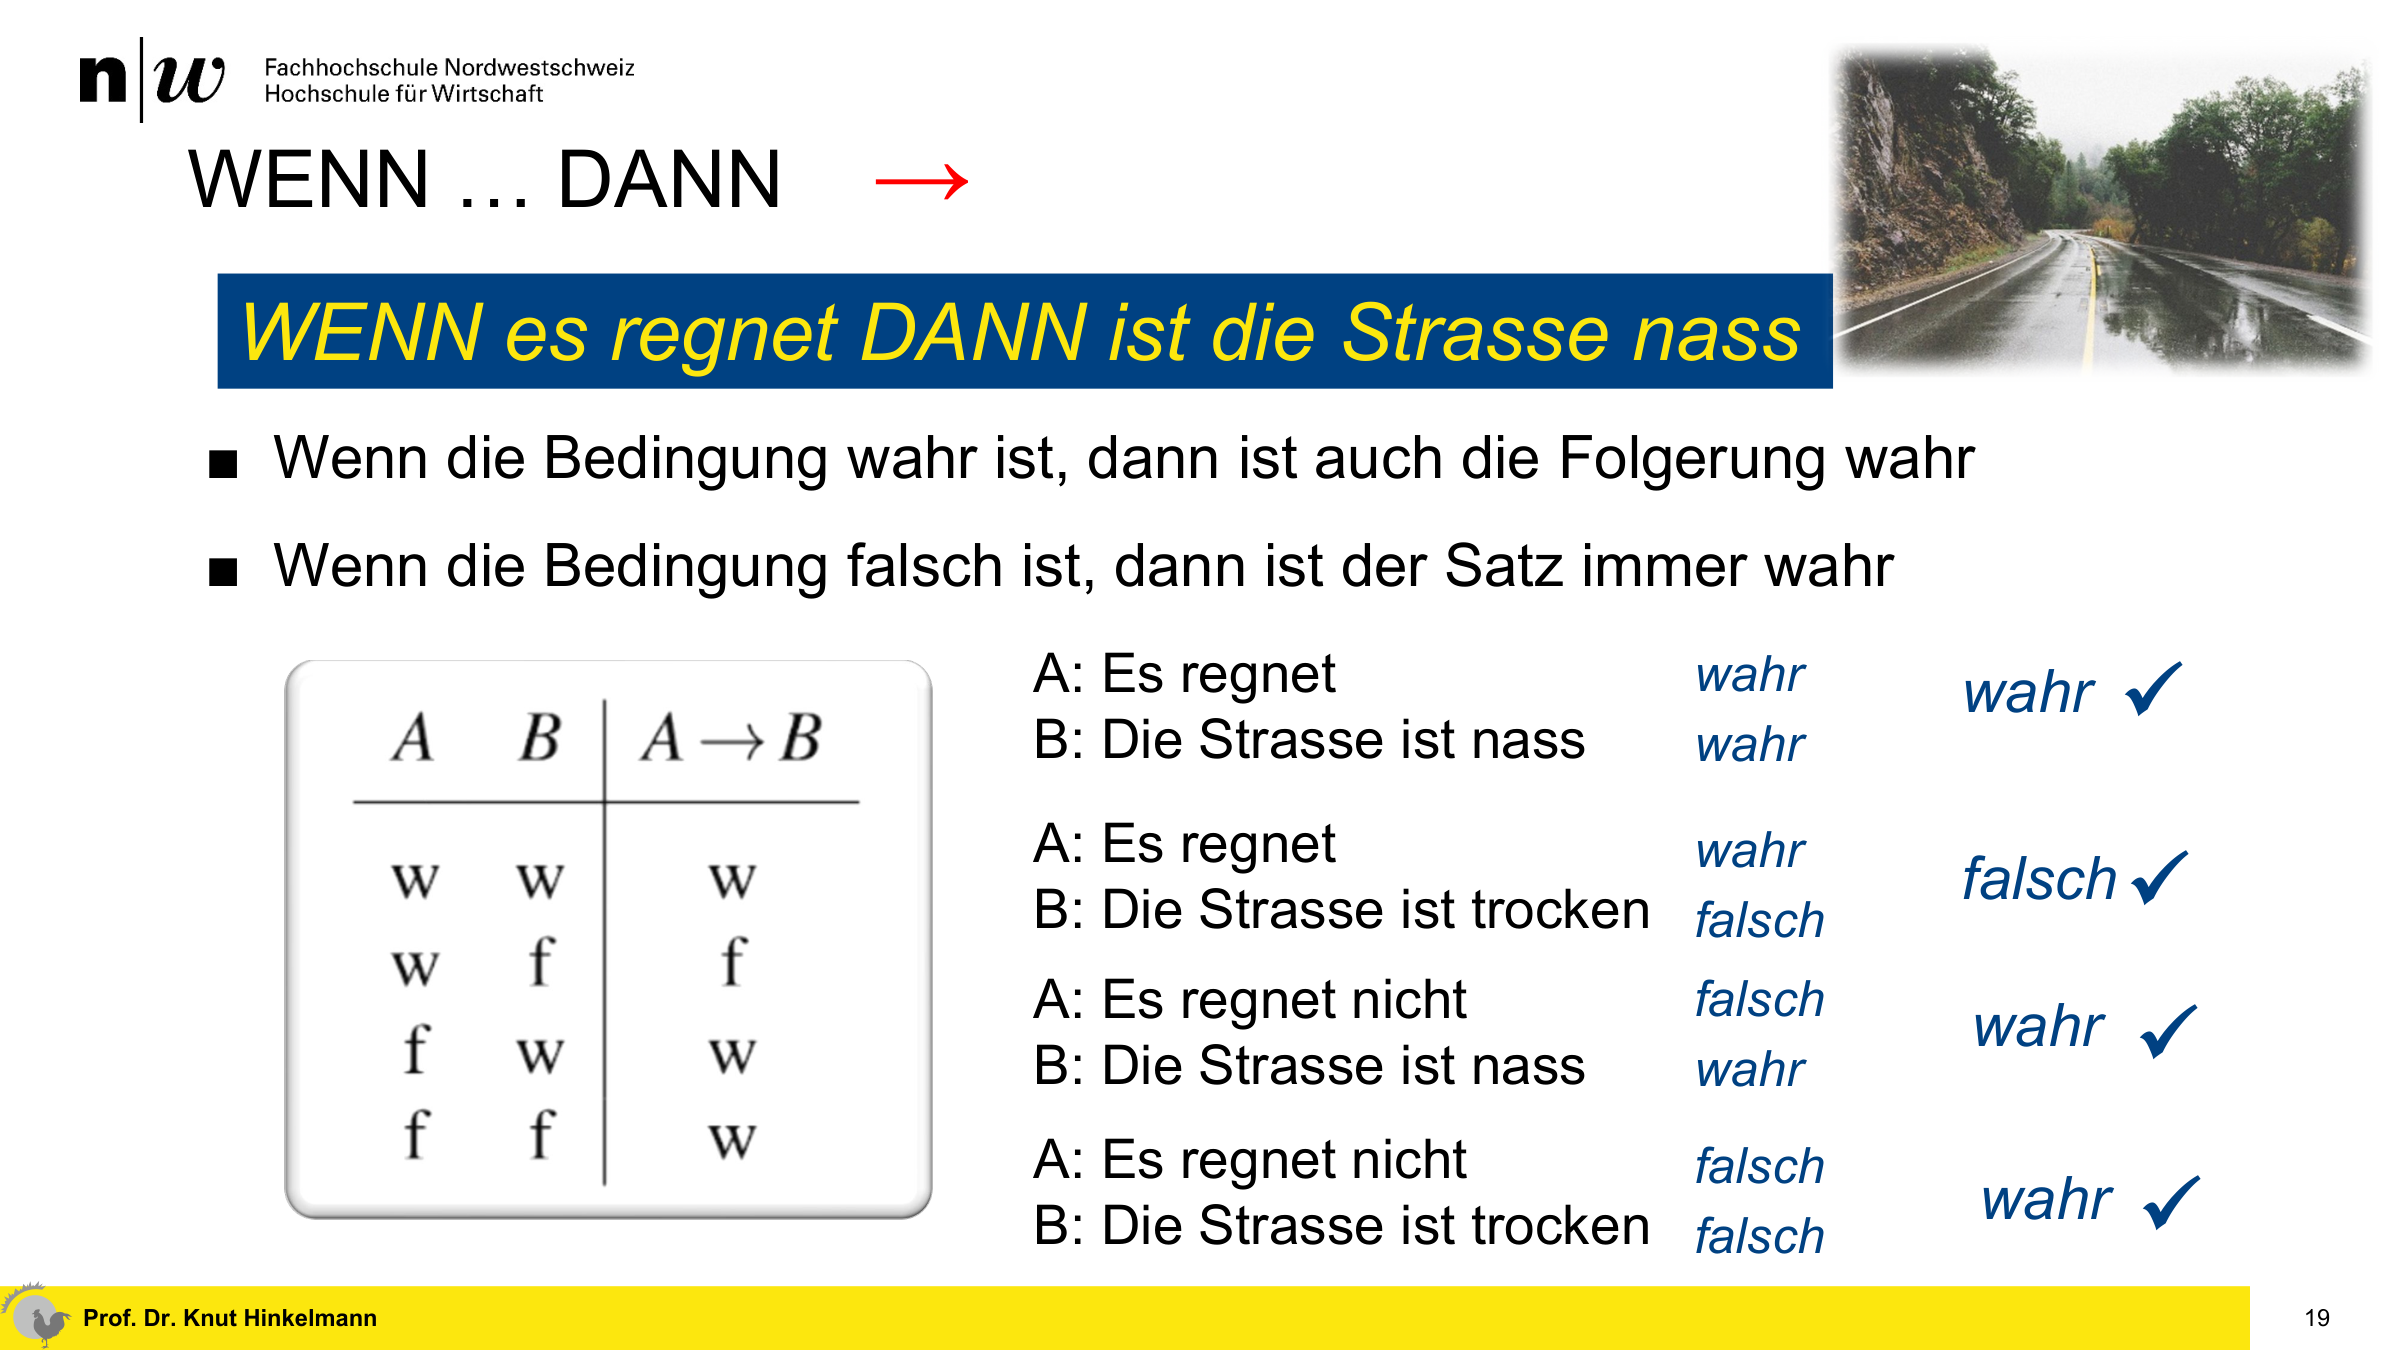 n|w Fachhochschule Nordwestschweiz
Hochschule für Wirtschaft
WENN … DANN →
WENN es regnet DANN ist die Strasse nass
■ Wenn die Bedingung wahr ist, dann ist auch die Folgerung wahr
■ Wenn die Bedingung falsch ist, dann ist der Satz immer wahr
A B A → B
w w w
w f f
f w w
f f w
A: Es regnet wahr
B: Die Strasse ist nass wahr
wahr ✓
A: Es regnet wahr
B: Die Strasse ist trocken falsch
falsch ✓
A: Es regnet nicht falsch
B: Die Strasse ist nass wahr
wahr ✓
A: Es regnet nicht falsch
B: Die Strasse ist trocken falsch
wahr ✓
Prof. Dr. Knut Hinkelmann
19